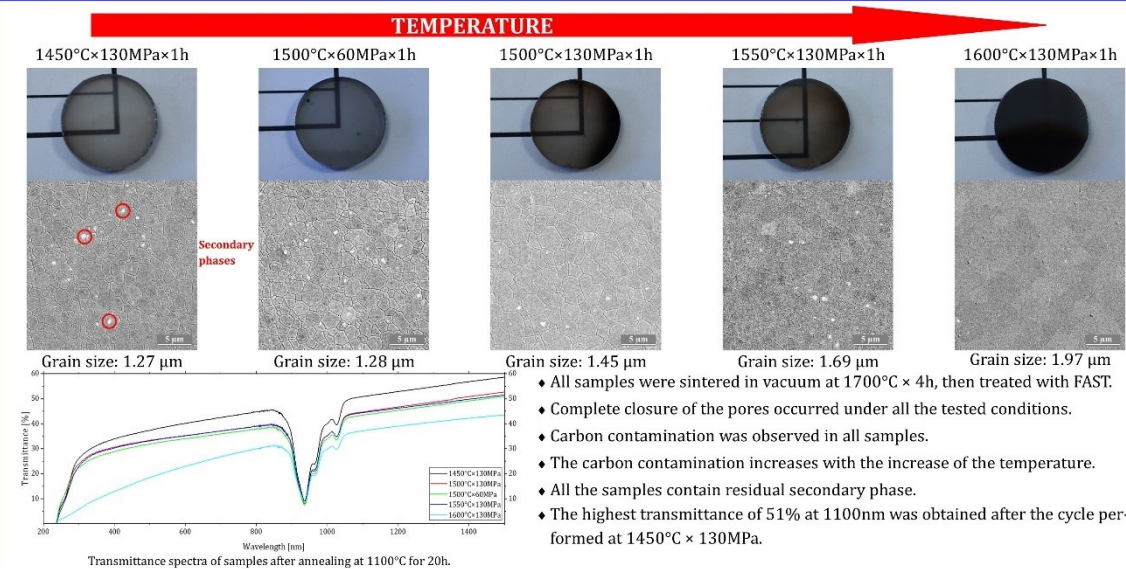 TEMPERATURE
1450°C×130MPa×1h
1500°C×60MPa×1h
1500°C×130MPa×1h
1550°C×130MPa×1h
1600°C×130MPa×1h
Secondary
phases
5 μm
5 μm
5 μm
5 μm
5 μm
Grain size: 1.27 μm
Grain size: 1.28 μm
Grain size: 1.45 μm
Grain size: 1.69 μm
Grain size: 1.97 μm
Transmittance [%]
60
50
40
30
20
10
60
50
40
30
20
10
1450°C×130MPa
1500°C×130MPa
1500°C×60MPa
1550°C×130MPa
1600°C×130MPa
200 400 600 800 1000 1200 1400
Wavelength [nm]
Transmittance spectra of samples after annealing at 1100°C for 20h.
♦ All samples were sintered in vacuum at 1700°C × 4h, then treated with FAST.
♦ Complete closure of the pores occurred under all the tested conditions.
♦ Carbon contamination was observed in all samples.
♦ The carbon contamination increases with the increase of the temperature.
♦ All the samples contain residual secondary phase.
♦ The highest transmittance of 51% at 1100nm was obtained after the cycle per-
formed at 1450°C × 130MPa.